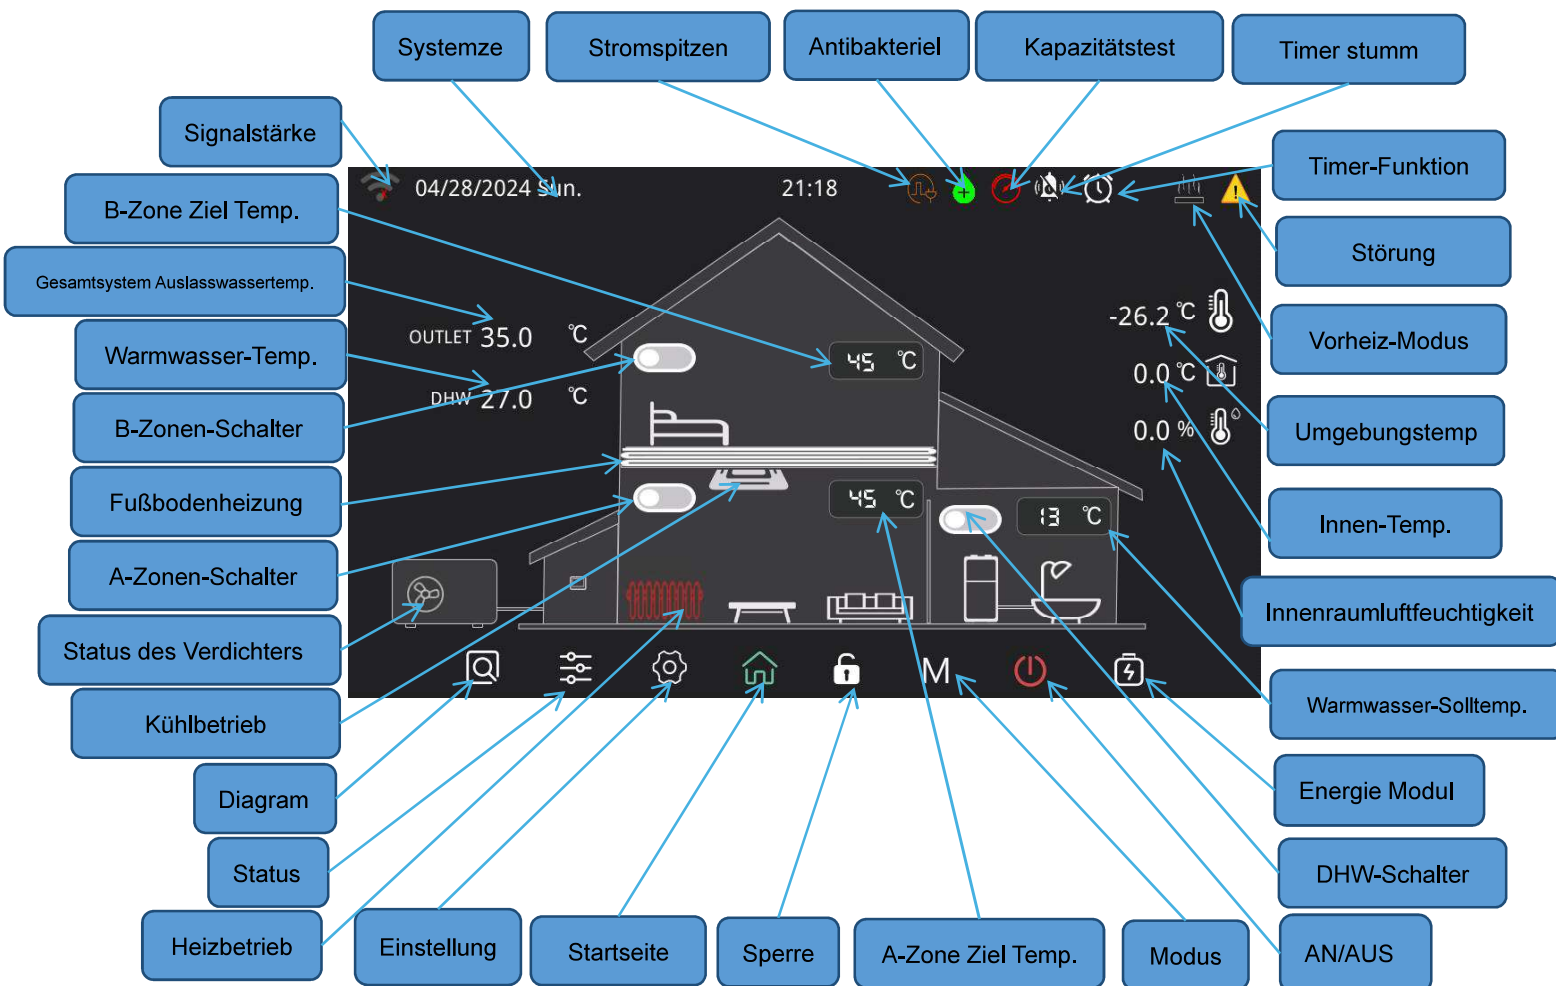 Systemze
Stromspitzen
Antibakteriel
Kapazitätstest
Timer stumm
Signalstärke
Timer-Funktion
04/28/2024 Sun.
21:18
B-Zone Ziel Temp.
Störung
Gesamtsystem Auslasswassertemp.
OUTLET 35.0 ℃
45 ℃
-26.2 ℃
Vorheiz-Modus
Warmwasser-Temp.
DHW 27.0 ℃
0.0 ℃
B-Zonen-Schalter
0.0 %
Umgebungstemp
Fußbodenheizung
45 ℃
13 ℃
Innen-Temp.
A-Zonen-Schalter
Innenraumluftfeuchtigkeit
Status des Verdichters
M
Kühlbetrieb
Warmwasser-Solltemp.
Diagram
Energie Modul
Status
DHW-Schalter
Heizbetrieb
Einstellung
Startseite
Sperre
A-Zone Ziel Temp.
Modus
AN/AUS